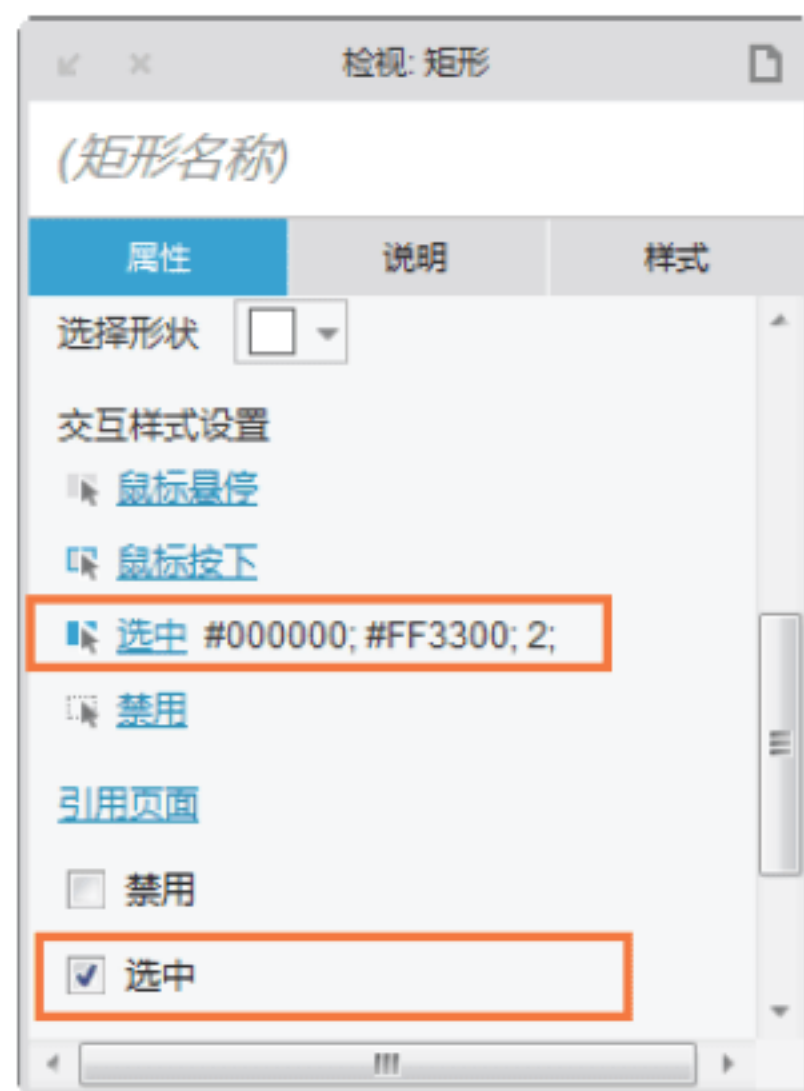 检视: 矩形
(矩形名称)
属性 说明 样式
选择形状
交互样式设置
鼠标悬停
鼠标按下
选中 #000000; #FF3300; 2;
禁用
引用页面
禁用
选中